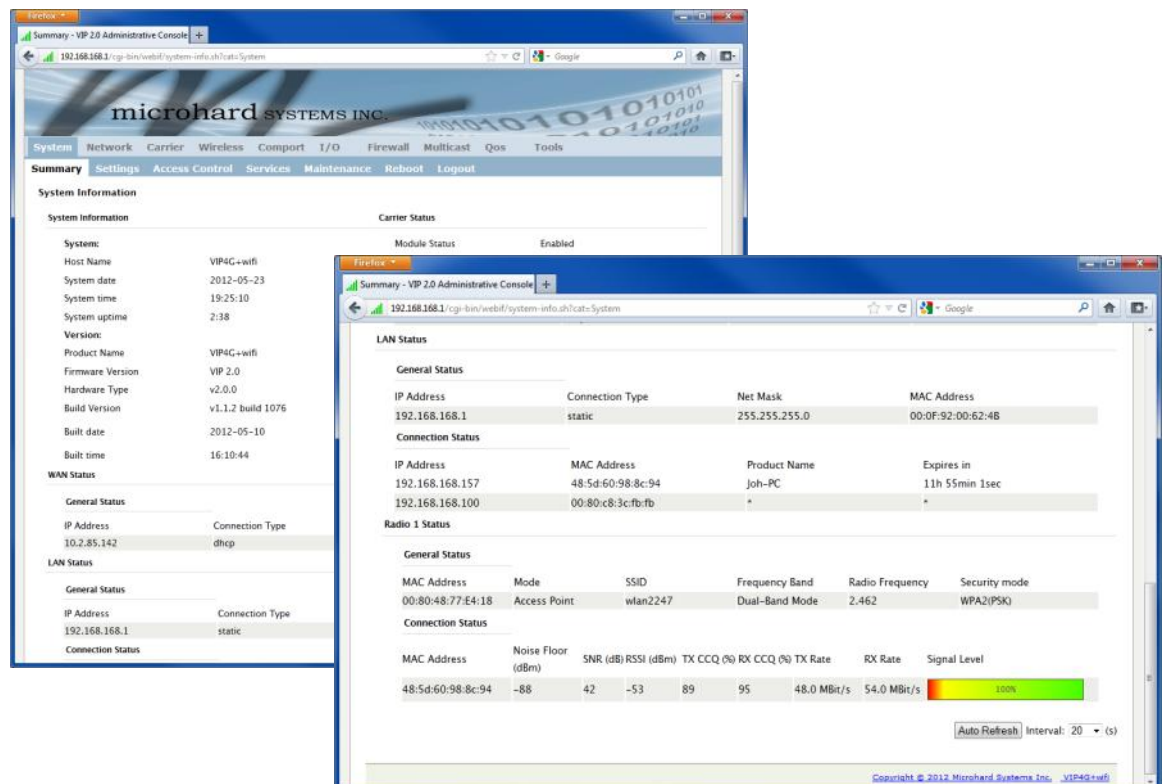 Firefox
Summary - VIP 2.0 Administrative Console +
192.168.168.1/cgi-bin/webif/system-info.sh?cat=System
Google
microhard SYSTEMS INC.
System Network Carrier Wireless Comport I/O Firewall Multicast Qos Tools
Summary Settings Access Control Services Maintenance Reboot Logout
System Information
System Information Carrier Status
System: Module Status Enabled
Host Name VIP4G+wifi
System date 2012-05-23
System time 19:25:10
System uptime 2:38
Version:
Product Name VIP4G+wifi
Firmware Version VIP 2.0
Hardware Type v2.0.0
Build Version v1.1.2 build 1076
Built date 2012-05-10
Built time 16:10:44
WAN Status
General Status
IP Address Connection Type
10.2.85.142 dhcp
LAN Status
General Status
IP Address Connection Type
192.168.168.1 static
Connection Status
Firefox
Summary - VIP 2.0 Administrative Console +
192.168.168.1/cgi-bin/webif/system-info.sh?cat=System
Google
LAN Status
General Status
IP Address Connection Type Net Mask MAC Address
192.168.168.1 static 255.255.255.0 00:0F:92:00:62:4B
Connection Status
IP Address MAC Address Product Name Expires in
192.168.168.157 48:5d:60:98:8c:94 Joh-PC 11h 55min 1sec
192.168.168.100 00:80:c8:3c:fb:fb * *
Radio 1 Status
General Status
MAC Address Mode SSID Frequency Band Radio Frequency Security mode
00:80:48:77:E4:18 Access Point wlan2247 Dual-Band Mode 2.462 WPA2(PSK)
Connection Status
MAC Address Noise Floor (dBm) SNR (dB) RSSI (dBm) TX CCQ (%) RX CCQ (%) TX Rate RX Rate Signal Level
48:5d:60:98:8c:94 -88 42 -53 89 95 48.0 MBit/s 54.0 MBit/s 100%
Auto Refresh Interval: 20 (s)
Copyright © 2012 Microhard Systems Inc. VIP4G+wifi